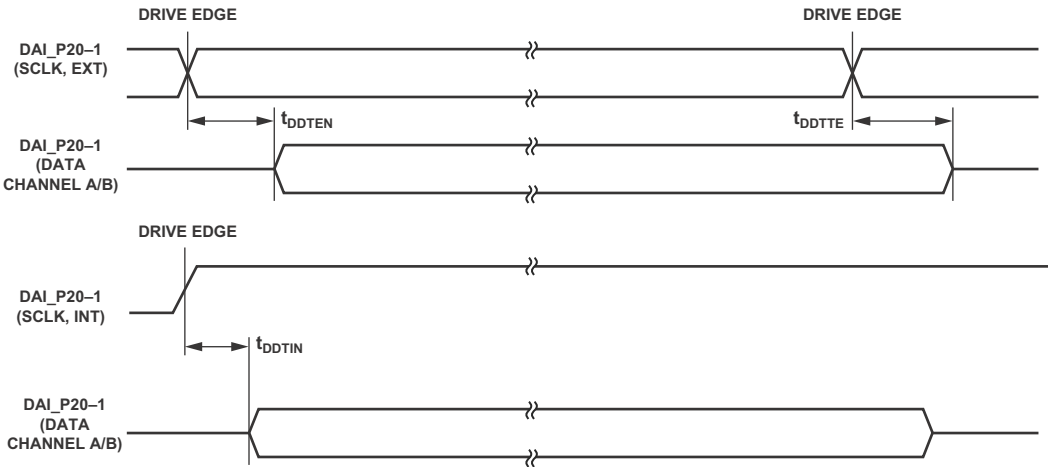 DRIVE EDGE
DRIVE EDGE
DAI_P20–1
(SCLK, EXT)
tDDTEN
tDDTTE
DAI_P20–1
(DATA
CHANNEL A/B)
DRIVE EDGE
DAI_P20–1
(SCLK, INT)
tDDTIN
DAI_P20–1
(DATA
CHANNEL A/B)